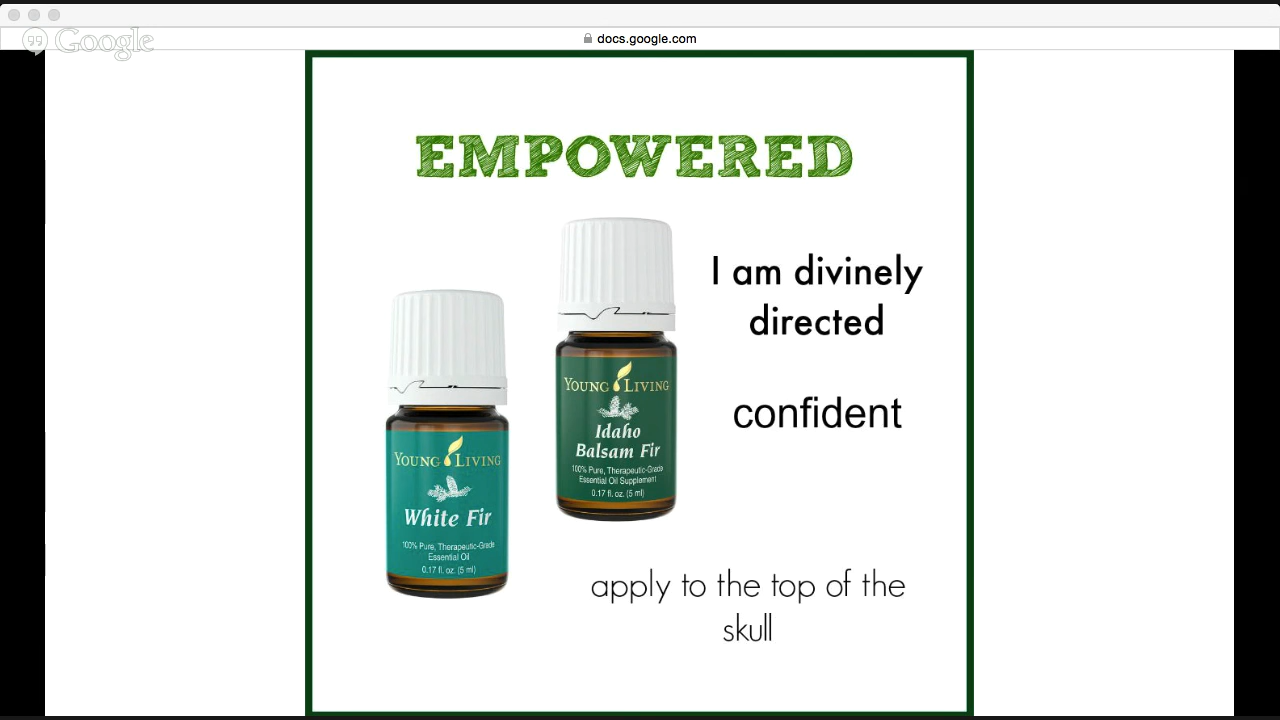 Google
docs.google.com
EMPOWERED
I am divinely
directed
confident
YOUNG LIVING
Idaho
Balsam Fir
100% Pure, Therapeutic-Grade
Essential Oil Supplement
0.17 fl. oz. (5 ml)
YOUNG LIVING
White Fir
100% Pure, Therapeutic-Grade
Essential Oil
0.17 fl. oz. (5 ml)
apply to the top of the
skull